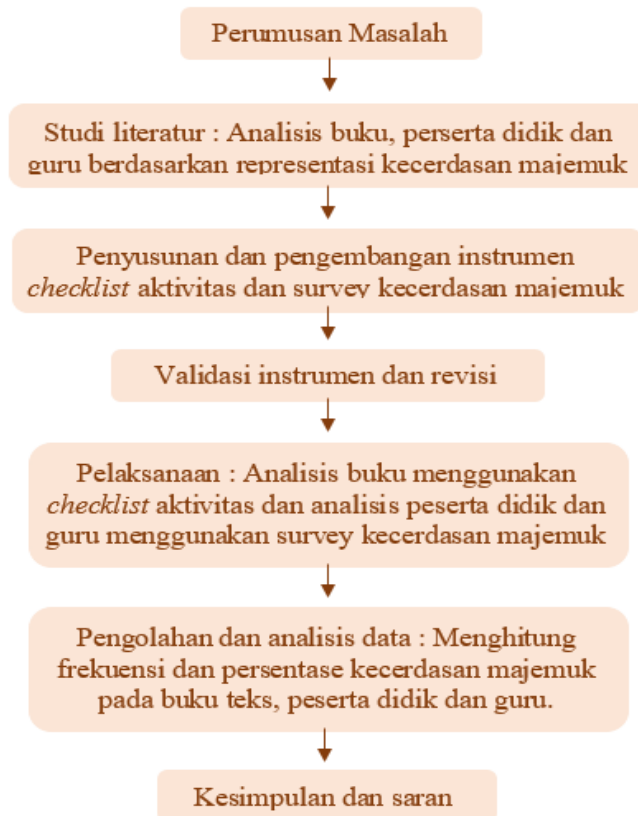 Perumusan Masalah
Studi literatur : Analisis buku, perserta didik dan
guru berdasarkan representasi kecerdasan majemuk
Penyusunan dan pengembangan instrumen
checklist aktivitas dan survey kecerdasan majemuk
Validasi instrumen dan revisi
Pelaksanaan : Analisis buku menggunakan
checklist aktivitas dan analisis peserta didik dan
guru menggunakan survey kecerdasan majemuk
Pengolahan dan analisis data : Menghitung
frekuensi dan persentase kecerdasan majemuk
pada buku teks, peserta didik dan guru.
Kesimpulan dan saran